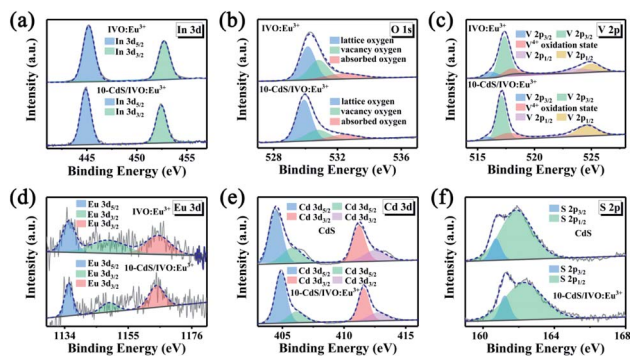 (a)
In 3d
IVO:Eu³⁺
In 3d5/2
In 3d3/2
10-CdS/IVO:Eu³⁺
In 3d5/2
In 3d3/2
Intensity (a.u.)
445 450 455
Binding Energy (eV)
(b)
O 1s
IVO:Eu³⁺
lattice oxygen
vacancy oxygen
absorbed oxygen
CdS/IVO:Eu³⁺
lattice oxygen
vacancy oxygen
absorbed oxygen
Intensity (a.u.)
528 532 536
Binding Energy (eV)
(c)
V 2p
IVO:Eu³⁺
V 2p3/2 V 2p3/2
V⁴⁺ oxidation state
V 2p1/2 V 2p1/2
10-CdS/IVO:Eu³⁺
V 2p3/2 V 2p3/2
V⁴⁺ oxidation state
V 2p1/2 V 2p1/2
Intensity (a.u.)
515 520 525
Binding Energy (eV)
(d)
Eu 3d
Eu 3d5/2 IVO:Eu³⁺
Eu 3d3/2
Eu 3d3/2
Eu 3d5/2 10-CdS/IVO:Eu³⁺
Eu 3d3/2
Eu 3d3/2
Intensity (a.u.)
1134 1155 1176
Binding Energy (eV)
(e)
Cd 3d
Cd 3d5/2 Cd 3d5/2
Cd 3d3/2 Cd 3d3/2
CdS
Cd 3d5/2 Cd 3d5/2
Cd 3d3/2 Cd 3d3/2
10-CdS/IVO:Eu³⁺
Intensity (a.u.)
405 410 415
Binding Energy (eV)
(f)
S 2p
S 2p3/2
S 2p1/2
CdS
S 2p3/2
S 2p1/2
10-CdS/IVO:Eu³⁺
Intensity (a.u.)
160 164 168
Binding Energy (eV)